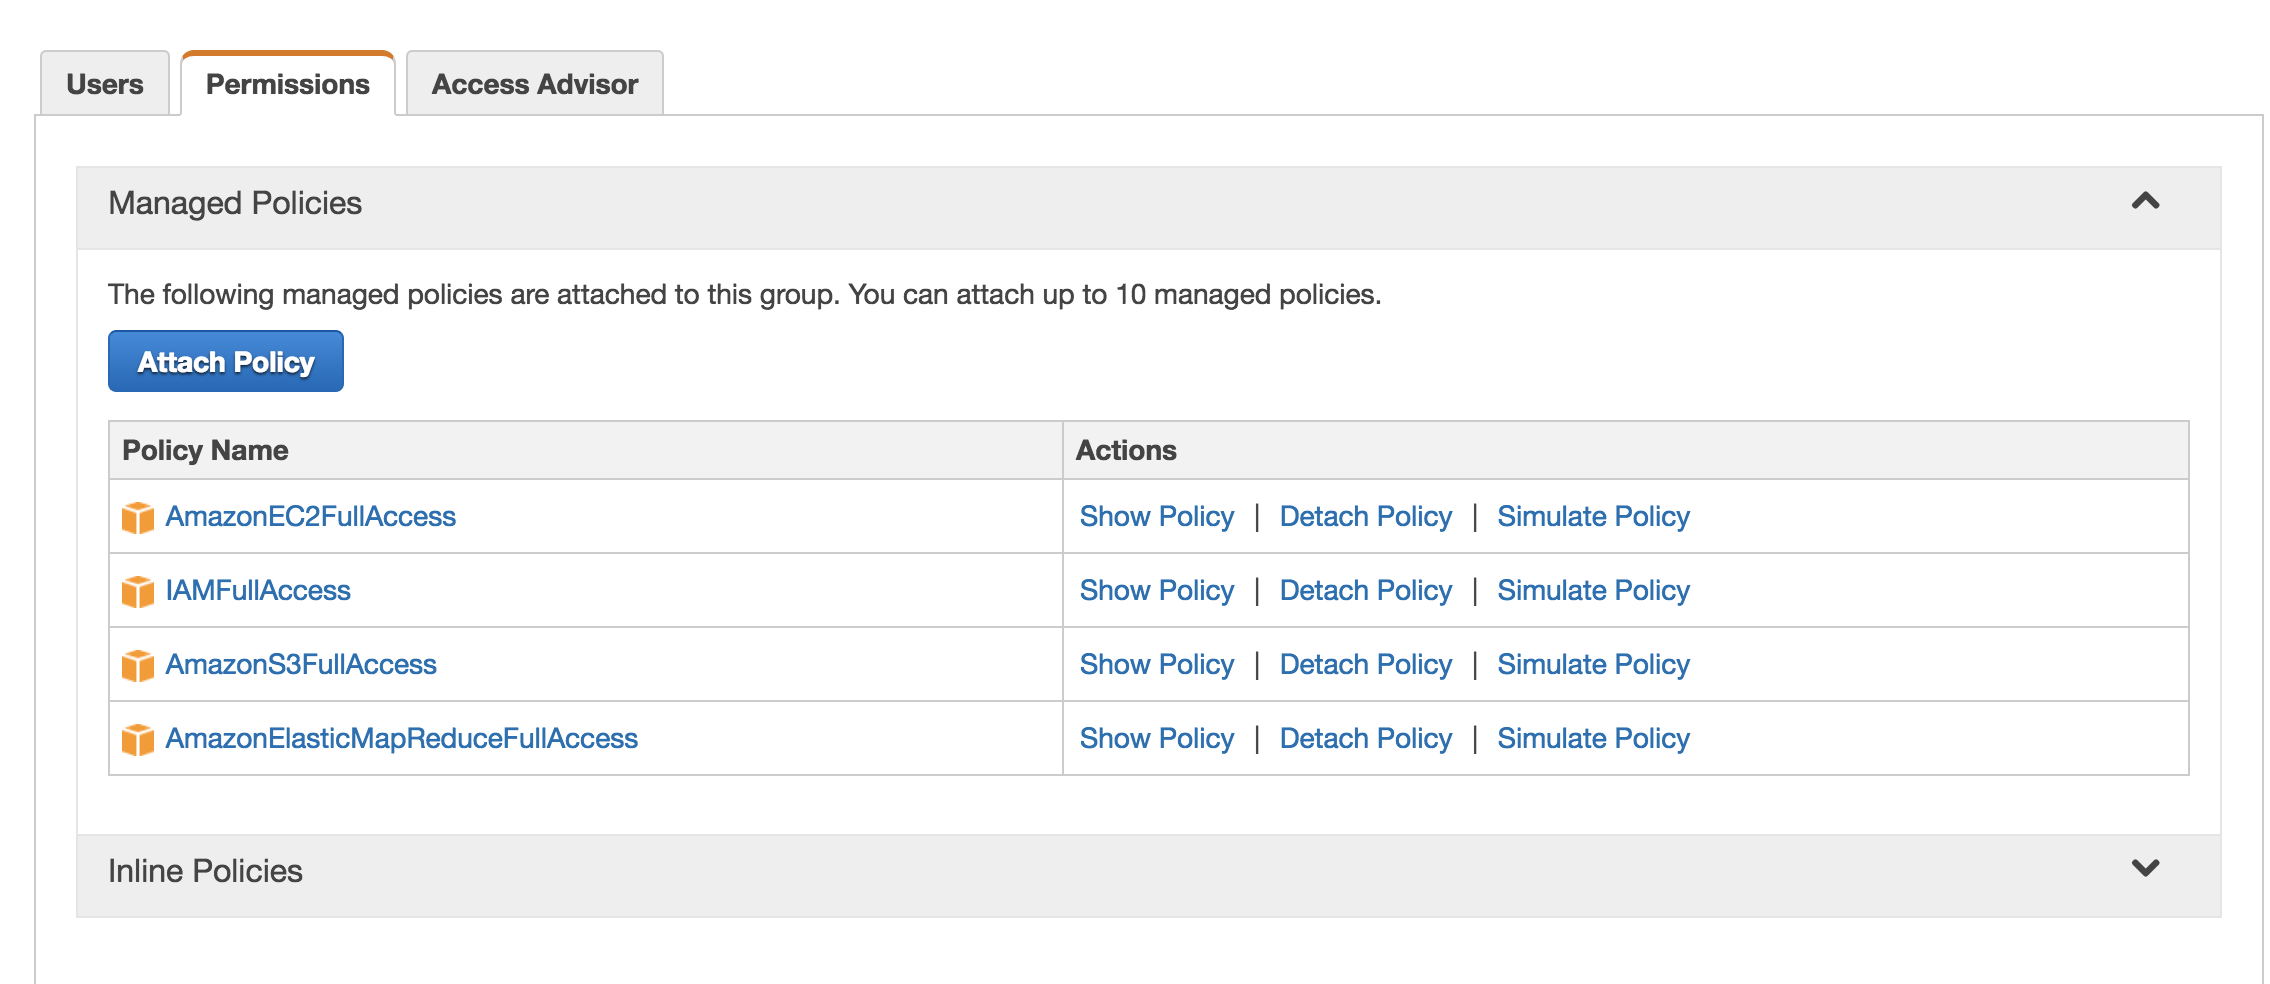 Users Permissions Access Advisor
Managed Policies
The following managed policies are attached to this group. You can attach up to 10 managed policies.
Attach Policy
Policy Name Actions
AmazonEC2FullAccess Show Policy | Detach Policy | Simulate Policy
IAMFullAccess Show Policy | Detach Policy | Simulate Policy
AmazonS3FullAccess Show Policy | Detach Policy | Simulate Policy
AmazonElasticMapReduceFullAccess Show Policy | Detach Policy | Simulate Policy
Inline Policies